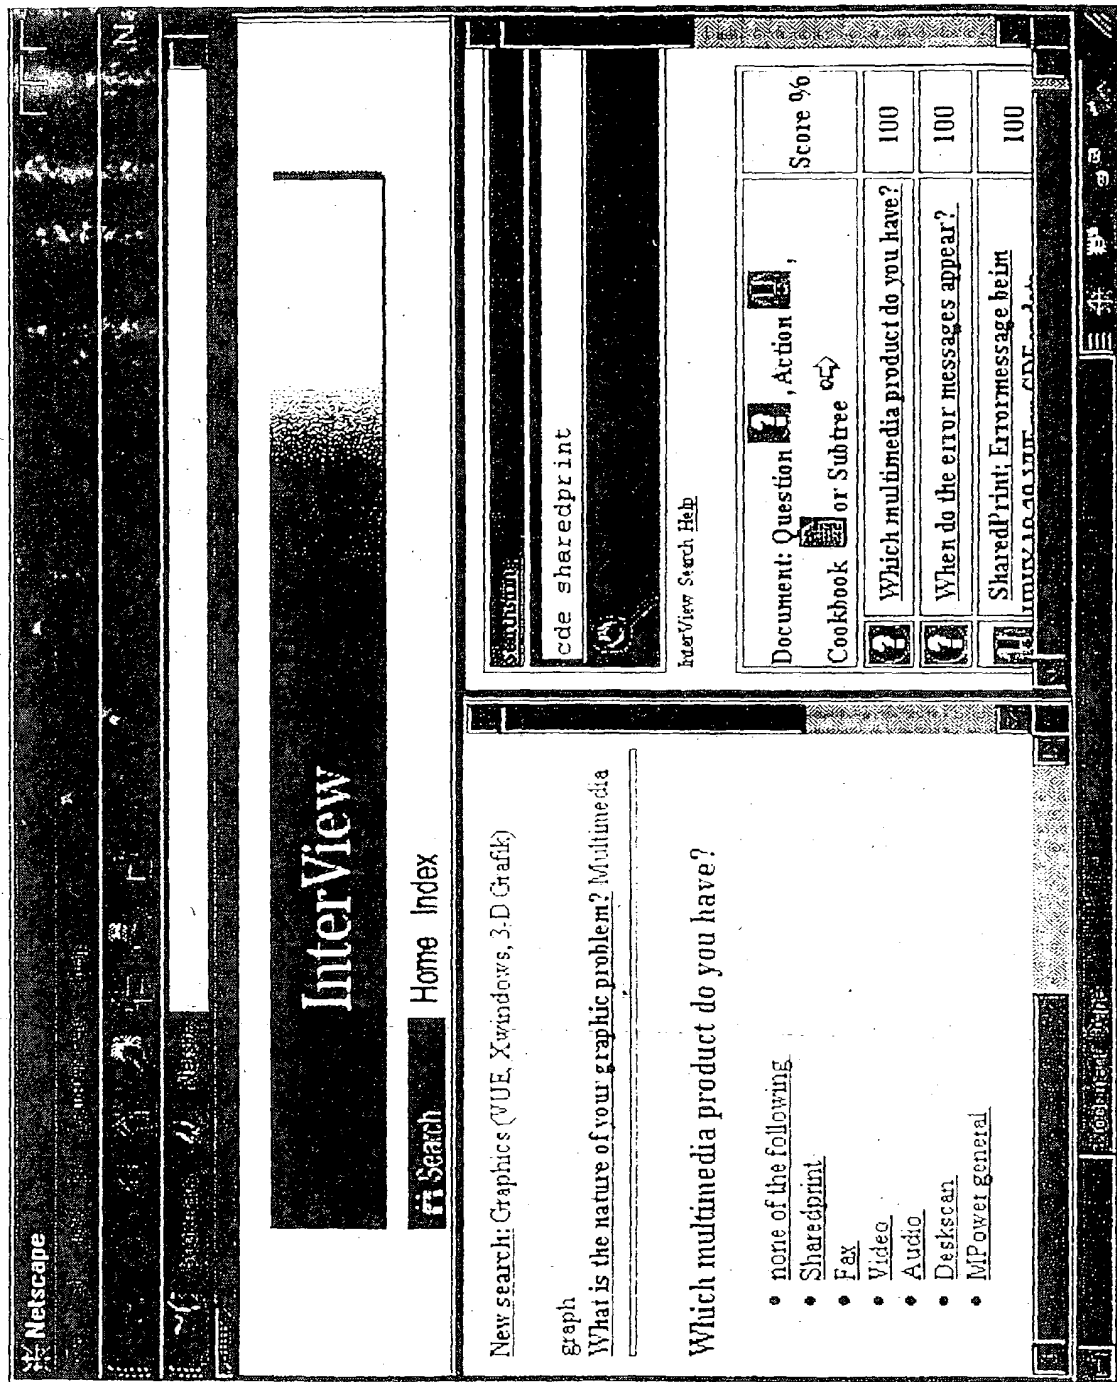 Netscape
InterView
Search Home Index
New search: Graphics (VUE, Xwindows, 3-D Grafik)
graph
What is the nature of your graphic problem? Multimedia
Which multimedia product do you have?
none of the following
Sharedprint
Fax
Video
Audio
Deskscan
MPower general
Searchstring
cde sharedprint
InterView Search Help
Document: Question ? , Action ,
Cookbook or Subtree
Score %
? Which multimedia product do you have? 100
? When do the error messages appear? 100
SharedPrint; Errormessage beim 100